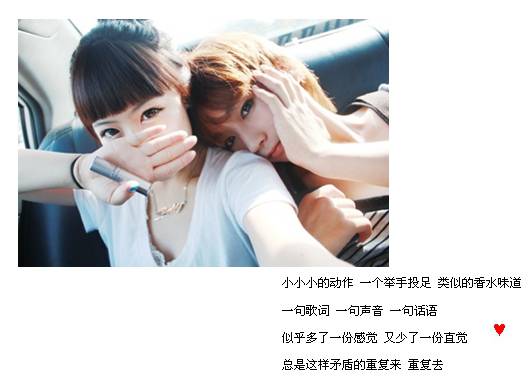 小小小的动作 一个举手投足 类似的香水味道
一句歌词 一句声音 一句话语
似乎多了一份感觉 又少了一份直觉
总是这样矛盾的重复来 重复去